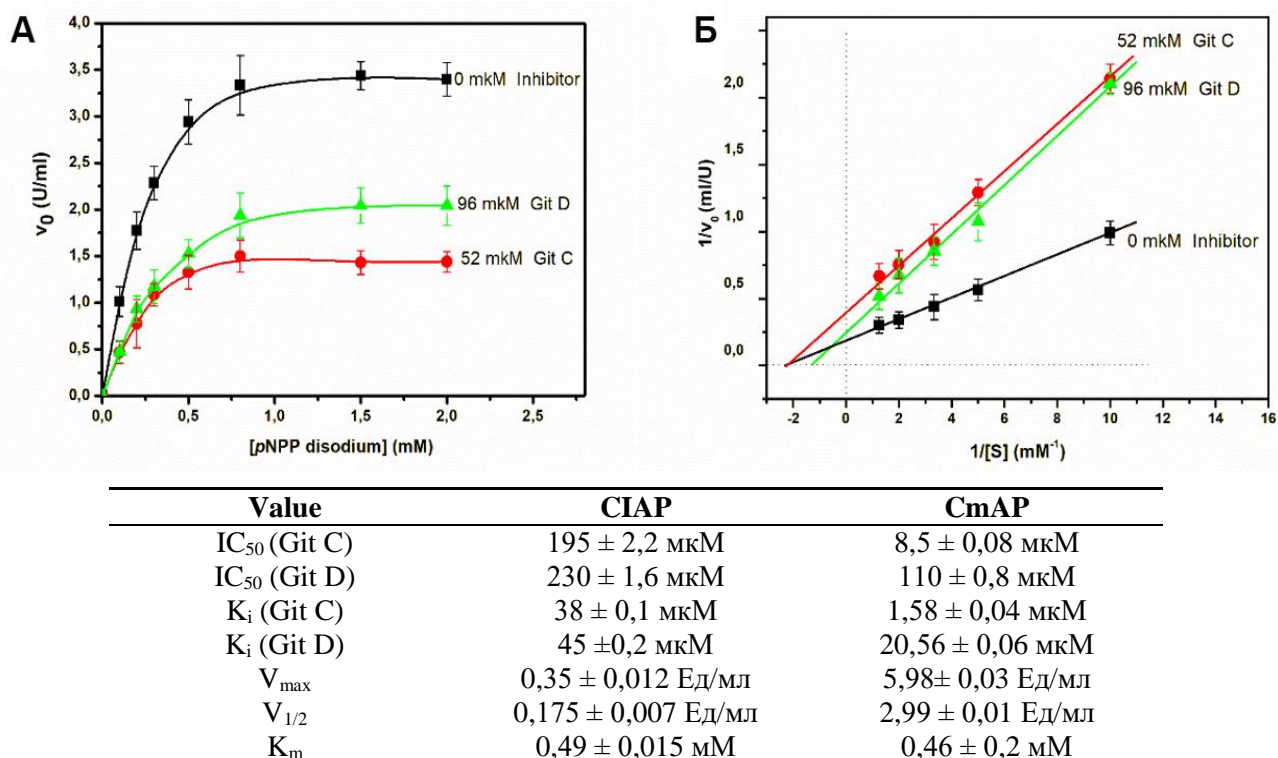 А
4,0
3,5
3,0
2,5
2,0
1,5
1,0
0,5
0,0
v0 (U/ml)
0 mkM Inhibitor
96 mkM Git D
52 mkM Git C
0,0 0,5 1,0 1,5 2,0 2,5
[pNPP disodium] (mM)
Б
2,0
1,5
1,0
0,5
0,0
1/v0 (ml/U)
52 mkM Git C
96 mkM Git D
0 mkM Inhibitor
-2 0 2 4 6 8 10 12 14 16
1/[S] (mM-1)
Value CIAP CmAP
IC50 (Git C) 195 ± 2,2 мкМ 8,5 ± 0,08 мкМ
IC50 (Git D) 230 ± 1,6 мкМ 110 ± 0,8 мкМ
Ki (Git C) 38 ± 0,1 мкМ 1,58 ± 0,04 мкМ
Ki (Git D) 45 ±0,2 мкМ 20,56 ± 0,06 мкМ
Vmax 0,35 ± 0,012 Ед/мл 5,98± 0,03 Ед/мл
V1/2 0,175 ± 0,007 Ед/мл 2,99 ± 0,01 Ед/мл
Km 0,49 ± 0,015 мМ 0,46 ± 0,2 мМ